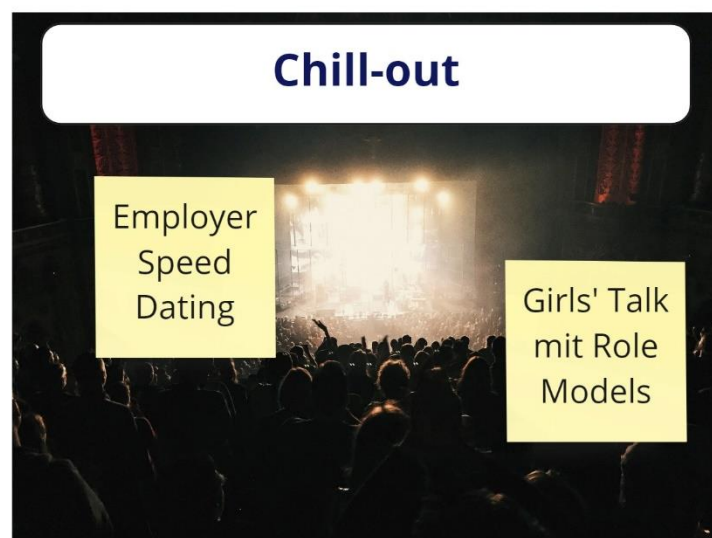 Chill-out
Employer
Speed
Dating
Girls' Talk
mit Role
Models